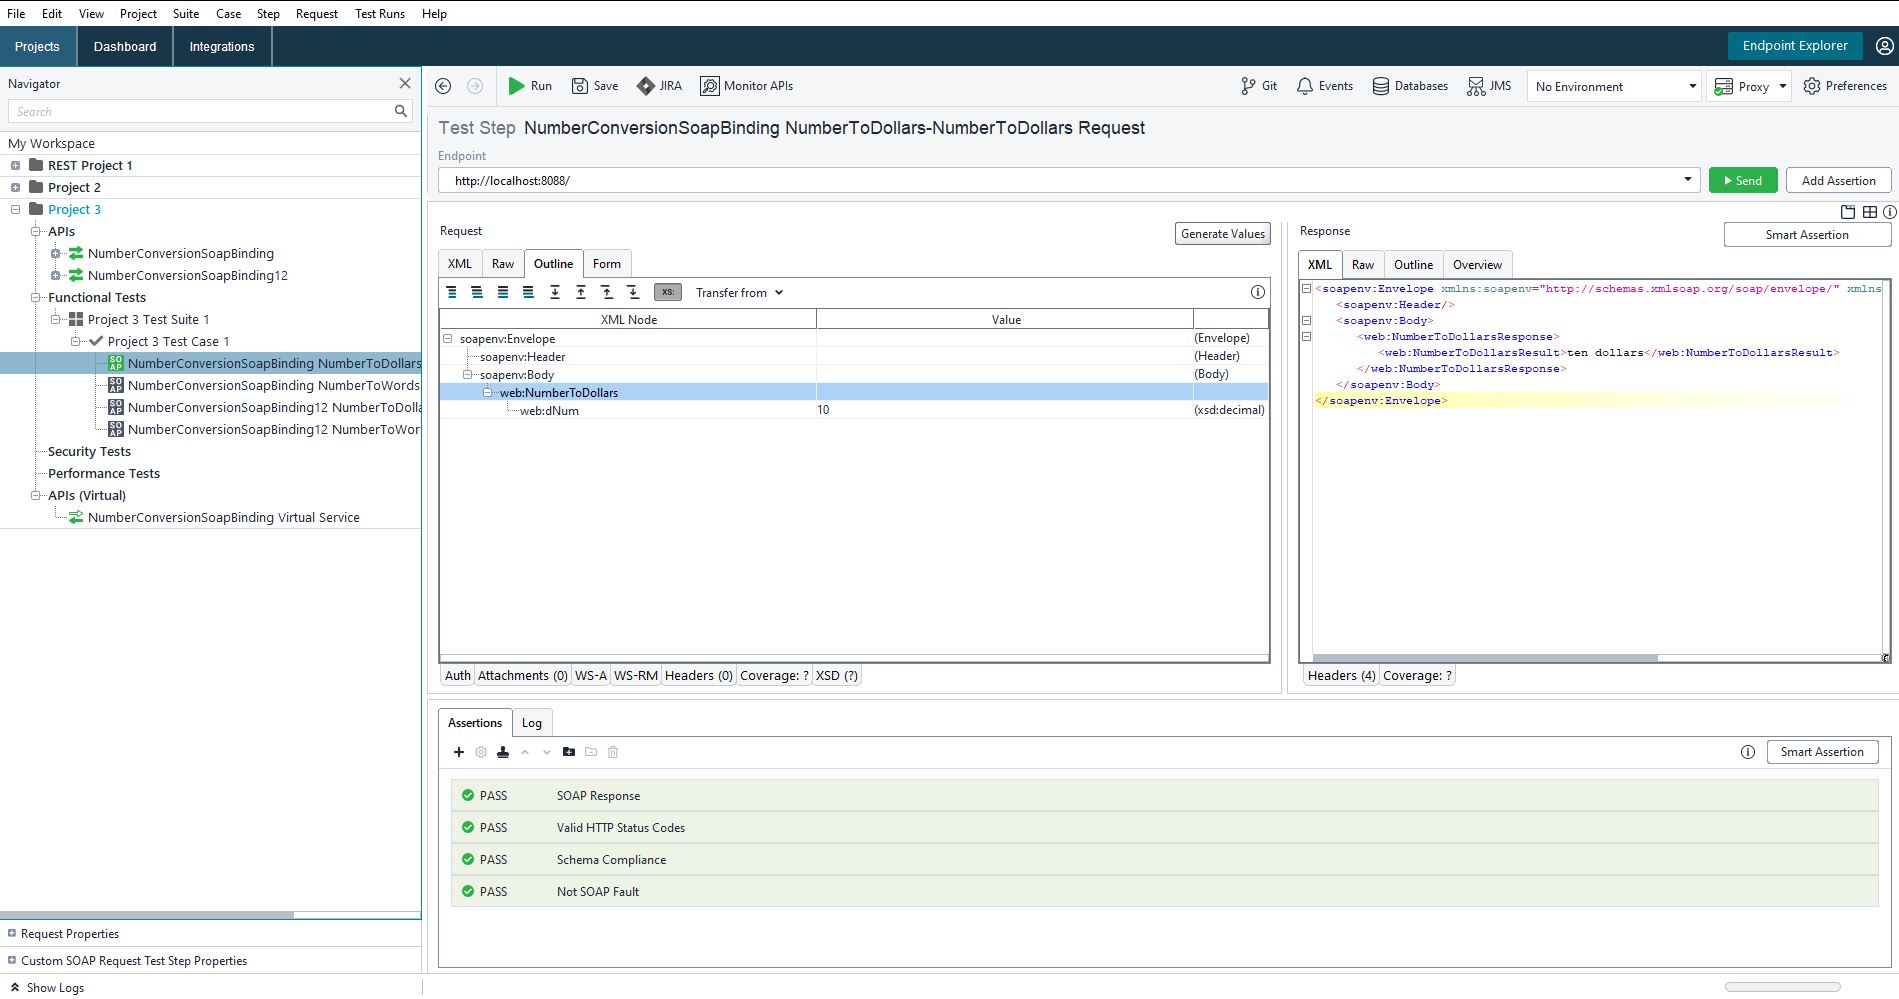 File Edit View Project Suite Case Step Request Test Runs Help
Projects Dashboard Integrations Endpoint Explorer
Navigator
Search
My Workspace
REST Project 1
Project 2
Project 3
APIs
NumberConversionSoapBinding
NumberConversionSoapBinding12
Functional Tests
Project 3 Test Suite 1
Project 3 Test Case 1
SOAP NumberConversionSoapBinding NumberToDollars
SOAP NumberConversionSoapBinding NumberToWords
SOAP NumberConversionSoapBinding12 NumberToDolla
SOAP NumberConversionSoapBinding12 NumberToWor
Security Tests
Performance Tests
APIs (Virtual)
NumberConversionSoapBinding Virtual Service
Request Properties
Custom SOAP Request Test Step Properties
Show Logs
Run Save JIRA Monitor APIs Git Events Databases JMS No Environment Proxy Preferences
Test Step NumberConversionSoapBinding NumberToDollars-NumberToDollars Request
Endpoint
http://localhost:8088/ Send Add Assertion
Request Generate Values
XML Raw Outline Form
XS: Transfer from
XML Node Value
soapenv:Envelope (Envelope)
soapenv:Header (Header)
soapenv:Body (Body)
web:NumberToDollars
web:dNum 10 (xsd:decimal)
Auth Attachments (0) WS-A WS-RM Headers (0) Coverage: ? XSD (?)
Response Smart Assertion
XML Raw Outline Overview
<soapenv:Envelope xmlns:soapenv="http://schemas.xmlsoap.org/soap/envelope/" xmlns
<soapenv:Header/>
<soapenv:Body>
<web:NumberToDollarsResponse>
<web:NumberToDollarsResult>ten dollars</web:NumberToDollarsResult>
</web:NumberToDollarsResponse>
</soapenv:Body>
</soapenv:Envelope>
Headers (4) Coverage: ?
Assertions Log
Smart Assertion
PASS SOAP Response
PASS Valid HTTP Status Codes
PASS Schema Compliance
PASS Not SOAP Fault